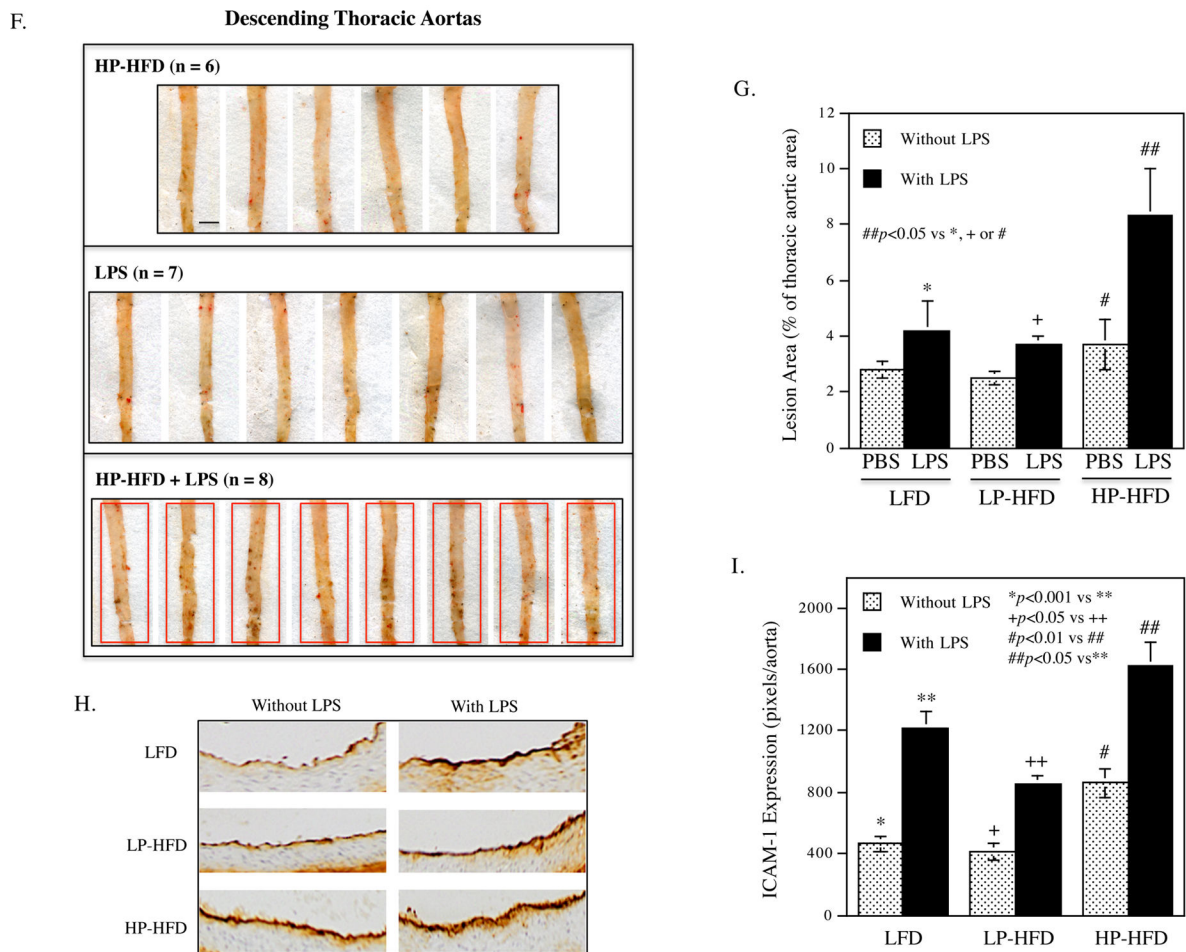 F.
Descending Thoracic Aortas
HP-HFD (n = 6)
LPS (n = 7)
HP-HFD + LPS (n = 8)
G.
Lesion Area (% of thoracic aortic area)
12
10
8
6
4
2
0
Without LPS
With LPS
##p<0.05 vs *, + or #
*
+
#
##
PBS LPS PBS LPS PBS LPS
LFD LP-HFD HP-HFD
H.
Without LPS With LPS
LFD
LP-HFD
HP-HFD
I.
ICAM-1 Expression (pixels/aorta)
2000
1600
1200
800
400
0
Without LPS
With LPS
*p<0.001 vs **
+p<0.05 vs ++
#p<0.01 vs ##
##p<0.05 vs**
*
**
+
++
#
##
LFD LP-HFD HP-HFD